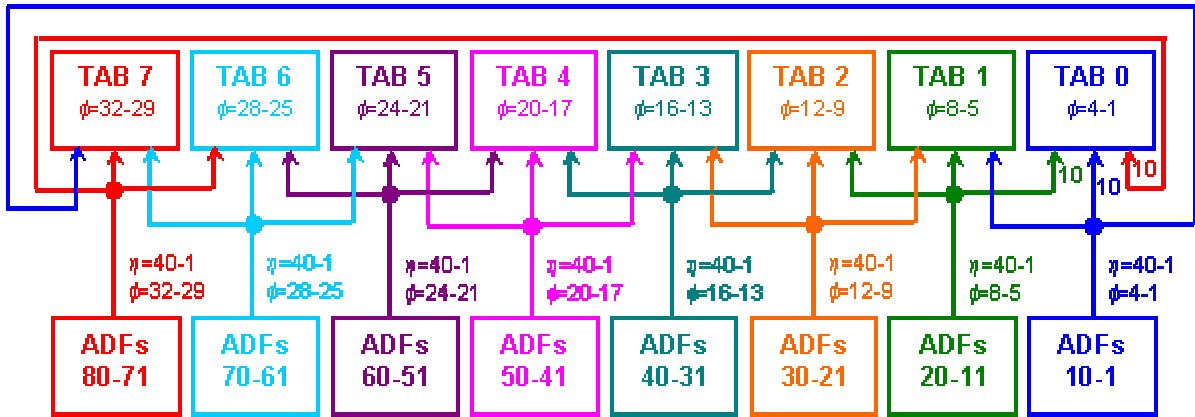 TAB 7 TAB 6 TAB 5 TAB 4 TAB 3 TAB 2 TAB 1 TAB 0
ϕ=32-29 ϕ=28-25 ϕ=24-21 ϕ=20-17 ϕ=16-13 ϕ=12-9 ϕ=8-5 ϕ=4-1
10 10 10
η=40-1 η=40-1 η=40-1 η=40-1 η=40-1 η=40-1 η=40-1 η=40-1
ϕ=32-29 ϕ=28-25 ϕ=24-21 ϕ=20-17 ϕ=16-13 ϕ=12-9 ϕ=8-5 ϕ=4-1
ADFs ADFs ADFs ADFs ADFs ADFs ADFs ADFs
80-71 70-61 60-51 50-41 40-31 30-21 20-11 10-1